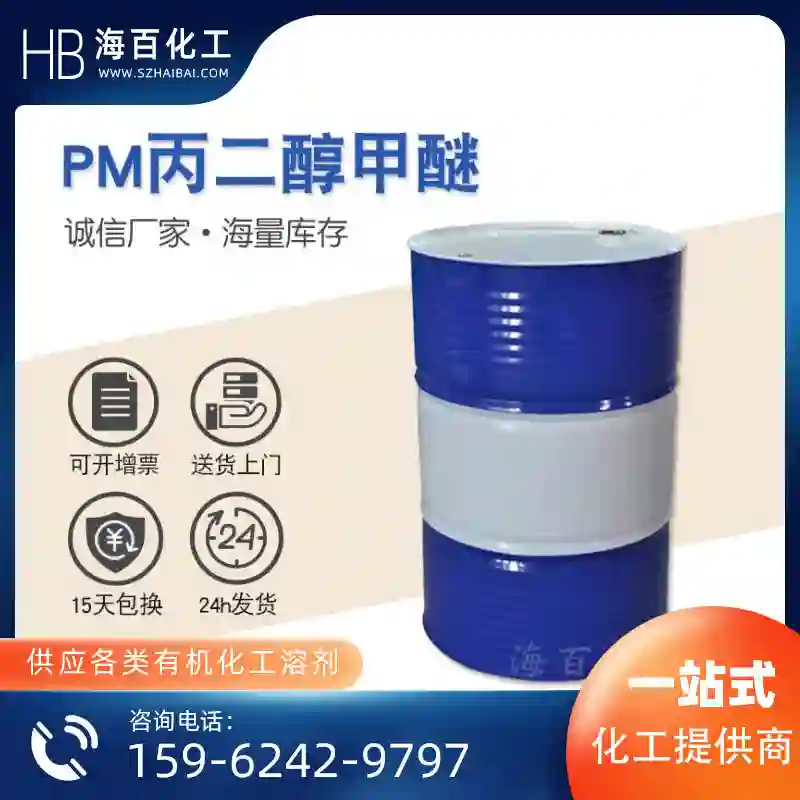 HB 海百化工
WWW.SZHAIBAI.COM
PM丙二醇甲醚
诚信厂家·海量库存
可开增票
送货上门
15天包换
24
24h发货
海百
供应各类有机化工溶剂
一站式
化工提供商
咨询电话:
159-6242-9797